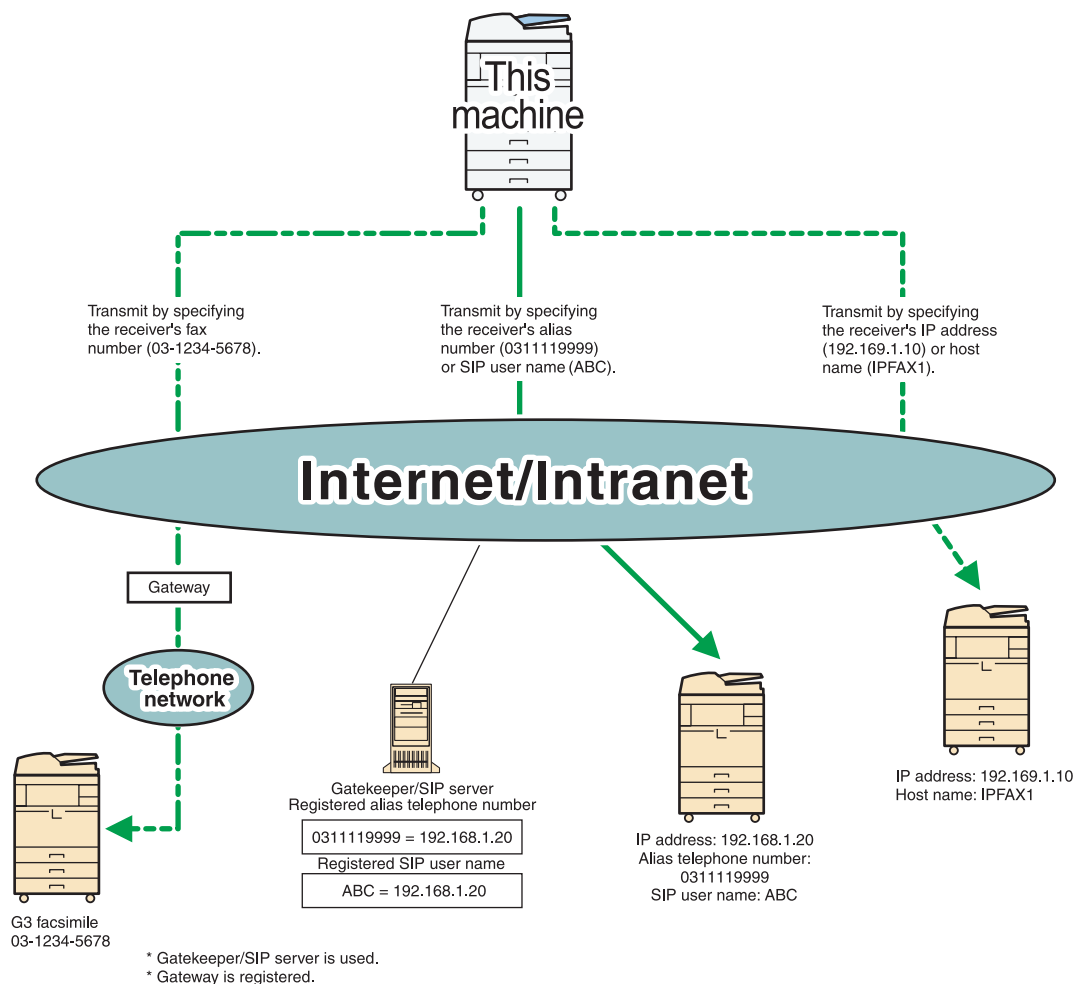 This
machine
Transmit by specifying
the receiver's fax
number (03-1234-5678).
Transmit by specifying
the receiver's alias
number (0311119999)
or SIP user name (ABC).
Transmit by specifying
the receiver's IP address
(192.169.1.10) or host
name (IPFAX1).
Internet/Intranet
Gateway
Telephone
network
G3 facsimile
03-1234-5678
Gatekeeper/SIP server
Registered alias telephone number
0311119999 = 192.168.1.20
Registered SIP user name
ABC = 192.168.1.20
IP address: 192.168.1.20
Alias telephone number:
0311119999
SIP user name: ABC
IP address: 192.169.1.10
Host name: IPFAX1
* Gatekeeper/SIP server is used.
* Gateway is registered.